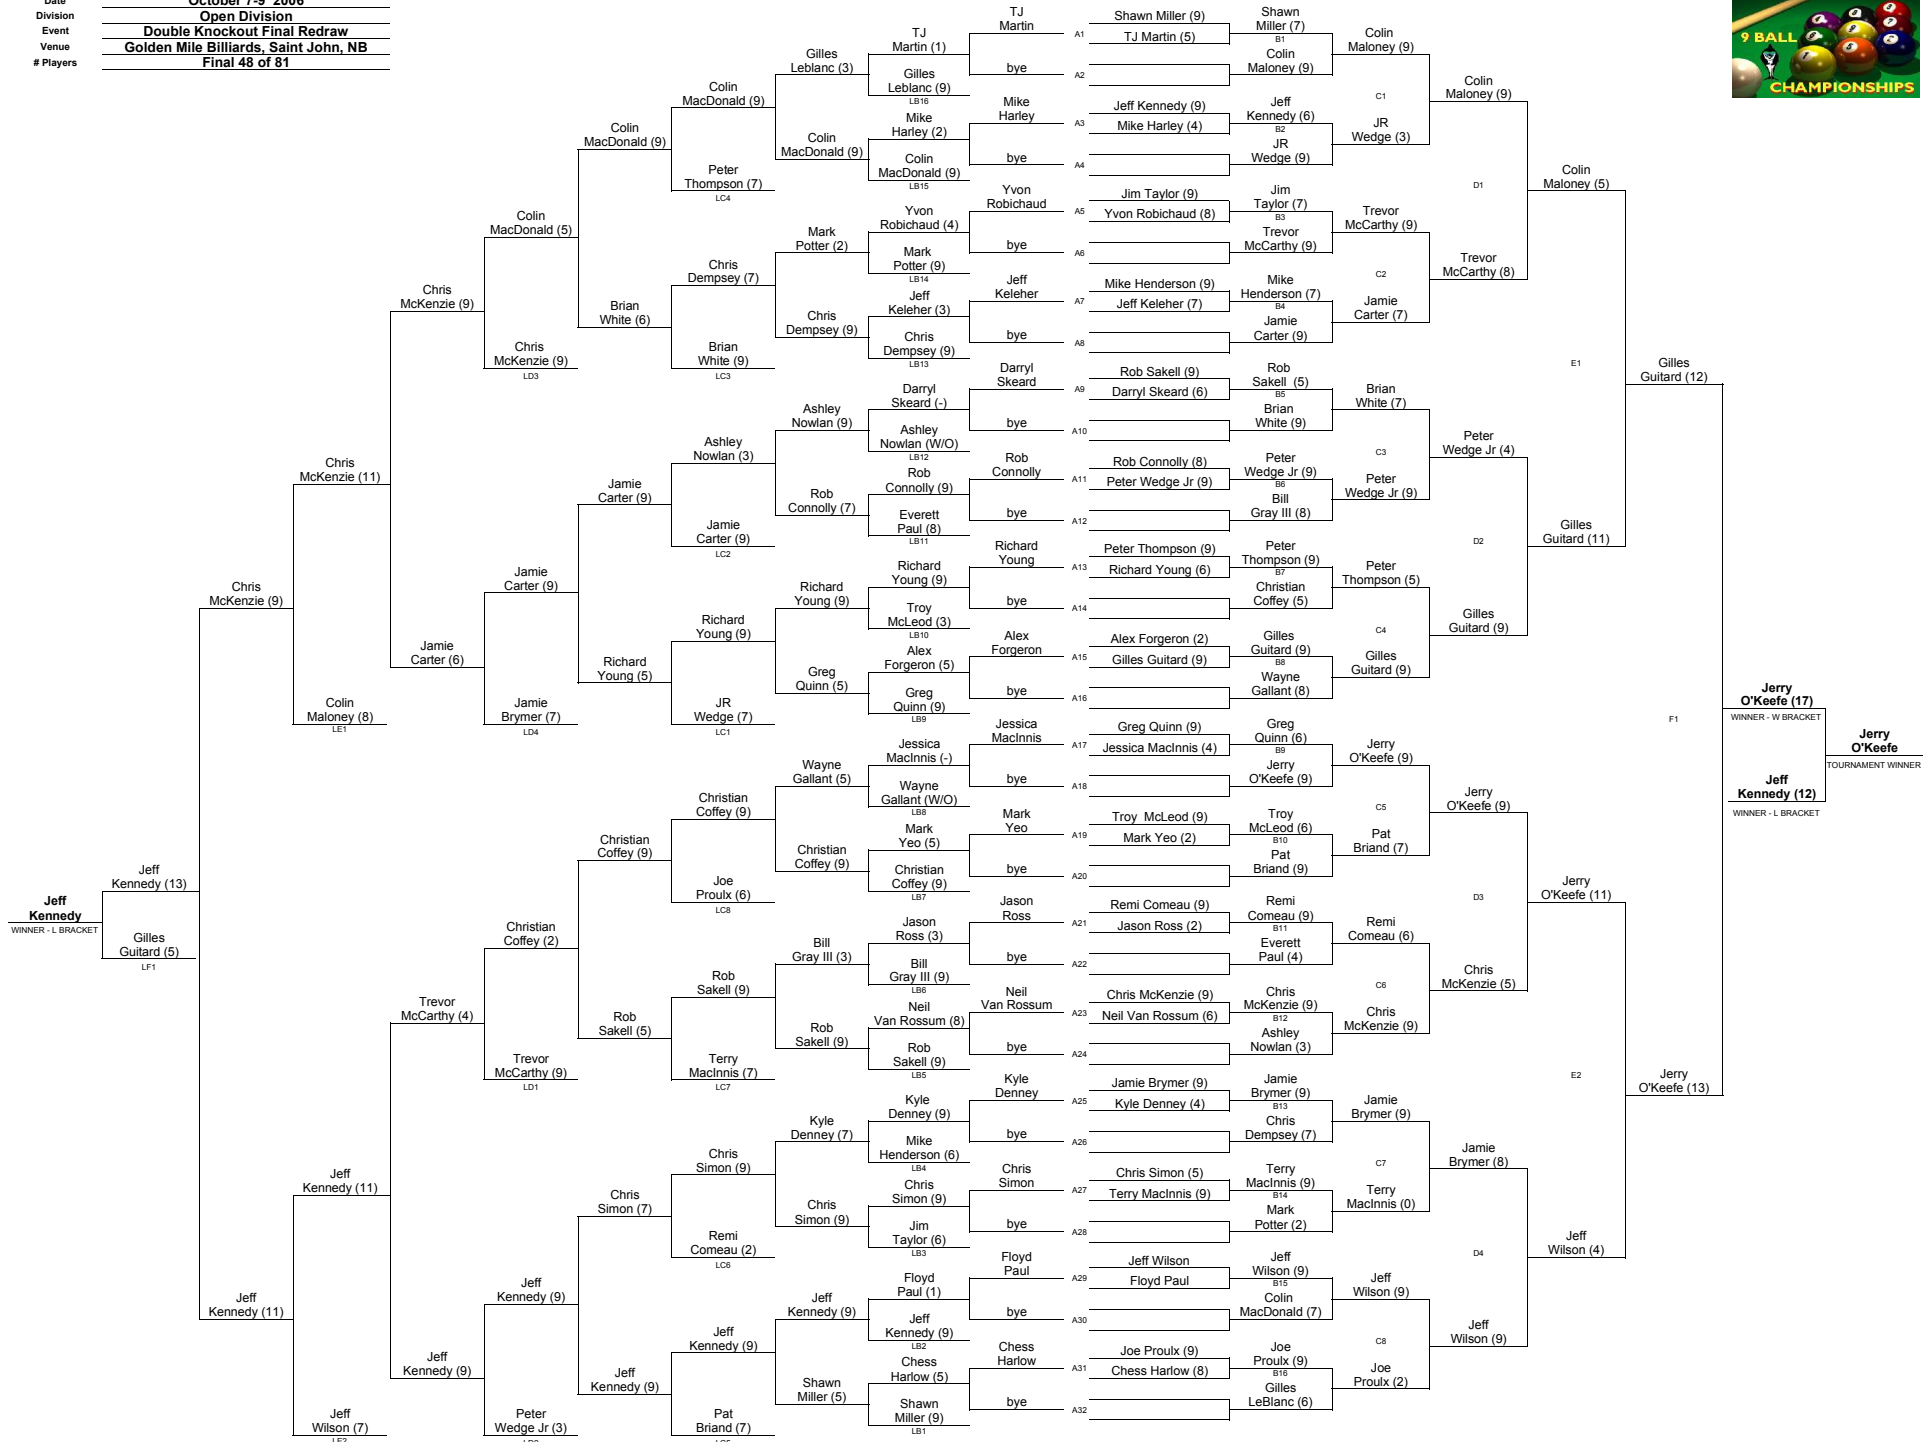 Date October 7-9 2006
Division Open Division
Event Double Knockout Final Redraw
Venue Golden Mile Billiards, Saint John, NB
# Players Final 48 of 81
9 BALL
CHAMPIONSHIPS
Jeff
Kennedy
WINNER - L BRACKET
Jeff
Kennedy (13)
Gilles
Guitard (5)
LF1
Chris
McKenzie (9)
Jeff
Kennedy (11)
Chris
McKenzie (11)
Colin
Maloney (8)
LE1
Jeff
Kennedy (11)
Jeff
Wilson (7)
LE2
Chris
McKenzie (9)
Jamie
Carter (6)
Trevor
McCarthy (4)
Jeff
Kennedy (9)
Colin
MacDonald (5)
Chris
McKenzie (9)
LD3
Jamie
Carter (9)
Jamie
Brymer (7)
LD4
Christian
Coffey (2)
Trevor
McCarthy (9)
LD1
Jeff
Kennedy (9)
Peter
Wedge Jr (3)
Colin
MacDonald (9)
Brian
White (6)
Jamie
Carter (9)
Richard
Young (5)
Christian
Coffey (9)
Rob
Sakell (5)
Chris
Simon (7)
Jeff
Kennedy (9)
Colin
MacDonald (9)
Peter
Thompson (7)
LC4
Chris
Dempsey (7)
Brian
White (9)
LC3
Ashley
Nowlan (3)
Jamie
Carter (9)
LC2
Richard
Young (9)
JR
Wedge (7)
LC1
Christian
Coffey (9)
Joe
Proulx (6)
LC8
Rob
Sakell (9)
Terry
MacInnis (7)
LC7
Chris
Simon (9)
Remi
Comeau (2)
LC6
Jeff
Kennedy (9)
Pat
Briand (7)
Gilles
Leblanc (3)
Colin
MacDonald (9)
Mark
Potter (2)
Chris
Dempsey (9)
Ashley
Nowlan (9)
Rob
Connolly (7)
Richard
Young (9)
Greg
Quinn (5)
Wayne
Gallant (5)
Christian
Coffey (9)
Bill
Gray III (3)
Rob
Sakell (9)
Kyle
Denney (7)
Chris
Simon (9)
Jeff
Kennedy (9)
Shawn
Miller (5)
TJ
Martin (1)
Gilles
Leblanc (9)
LB16
Mike
Harley (2)
Colin
MacDonald (9)
LB15
Yvon
Robichaud (4)
Mark
Potter (9)
LB14
Jeff
Keleher (3)
Chris
Dempsey (9)
LB13
Darryl
Skeard (-)
Ashley
Nowlan (W/O)
LB12
Rob
Connolly (9)
Everett
Paul (8)
LB11
Richard
Young (9)
Troy
McLeod (3)
LB10
Alex
Forgeron (5)
Greg
Quinn (9)
LB9
Jessica
MacInnis (-)
Wayne
Gallant (W/O)
LB8
Mark
Yeo (5)
Christian
Coffey (9)
LB7
Jason
Ross (3)
Bill
Gray III (9)
LB6
Neil
Van Rossum (8)
Rob
Sakell (9)
LB5
Kyle
Denney (9)
Mike
Henderson (6)
LB4
Chris
Simon (9)
Jim
Taylor (6)
LB3
Floyd
Paul (1)
Jeff
Kennedy (9)
LB2
Chess
Harlow (5)
Shawn
Miller (9)
LB1
TJ
Martin
bye
Mike
Harley
bye
Yvon
Robichaud
bye
Jeff
Keleher
bye
Darryl
Skeard
bye
Rob
Connolly
bye
Richard
Young
bye
Alex
Forgeron
bye
Jessica
MacInnis
bye
Mark
Yeo
bye
Jason
Ross
bye
Neil
Van Rossum
bye
Kyle
Denney
bye
Chris
Simon
bye
Floyd
Paul
bye
Chess
Harlow
bye
A1
A2
A3
A4
A5
A6
A7
A8
A9
A10
A11
A12
A13
A14
A15
A16
A17
A18
A19
A20
A21
A22
A23
A24
A25
A26
A27
A28
A29
A30
A31
A32
Shawn Miller (9)
TJ Martin (5)
Jeff Kennedy (9)
Mike Harley (4)
Jim Taylor (9)
Yvon Robichaud (8)
Mike Henderson (9)
Jeff Keleher (7)
Rob Sakell (9)
Darryl Skeard (6)
Rob Connolly (8)
Peter Wedge Jr (9)
Peter Thompson (9)
Richard Young (6)
Alex Forgeron (2)
Gilles Guitard (9)
Greg Quinn (9)
Jessica MacInnis (4)
Troy McLeod (9)
Mark Yeo (2)
Remi Comeau (9)
Jason Ross (2)
Chris McKenzie (9)
Neil Van Rossum (6)
Jamie Brymer (9)
Kyle Denney (4)
Chris Simon (5)
Terry MacInnis (9)
Jeff Wilson
Floyd Paul
Joe Proulx (9)
Chess Harlow (8)
Shawn
Miller (7)
B1
Colin
Maloney (9)
Jeff
Kennedy (6)
B2
JR
Wedge (9)
Jim
Taylor (7)
B3
Trevor
McCarthy (9)
Mike
Henderson (7)
B4
Jamie
Carter (9)
Rob
Sakell (5)
B5
Brian
White (9)
Peter
Wedge Jr (9)
B6
Bill
Gray III (8)
Peter
Thompson (9)
B7
Christian
Coffey (5)
Gilles
Guitard (9)
B8
Wayne
Gallant (8)
Greg
Quinn (6)
B9
Jerry
O'Keefe (9)
Troy
McLeod (6)
B10
Pat
Briand (9)
Remi
Comeau (9)
B11
Everett
Paul (4)
Chris
McKenzie (9)
B12
Ashley
Nowlan (3)
Jamie
Brymer (9)
B13
Chris
Dempsey (7)
Terry
MacInnis (9)
B14
Mark
Potter (2)
Jeff
Wilson (9)
B15
Colin
MacDonald (7)
Joe
Proulx (9)
B16
Gilles
LeBlanc (6)
Colin
Maloney (9)
C1
JR
Wedge (3)
Trevor
McCarthy (9)
C2
Jamie
Carter (7)
Brian
White (7)
C3
Peter
Wedge Jr (9)
Peter
Thompson (5)
C4
Gilles
Guitard (9)
Jerry
O'Keefe (9)
C5
Pat
Briand (7)
Remi
Comeau (6)
C6
Chris
McKenzie (9)
Jamie
Brymer (9)
C7
Terry
MacInnis (0)
Jeff
Wilson (9)
C8
Joe
Proulx (2)
Colin
Maloney (9)
D1
Trevor
McCarthy (8)
Peter
Wedge Jr (4)
D2
Gilles
Guitard (9)
Jerry
O'Keefe (9)
D3
Chris
McKenzie (5)
Jamie
Brymer (8)
D4
Jeff
Wilson (9)
Colin
Maloney (5)
E1
Gilles
Guitard (11)
Jerry
O'Keefe (11)
E2
Jeff
Wilson (4)
Gilles
Guitard (12)
F1
Jerry
O'Keefe (13)
Jerry
O'Keefe (17)
WINNER - W BRACKET
Jeff
Kennedy (12)
WINNER - L BRACKET
Jerry
O'Keefe
TOURNAMENT WINNER